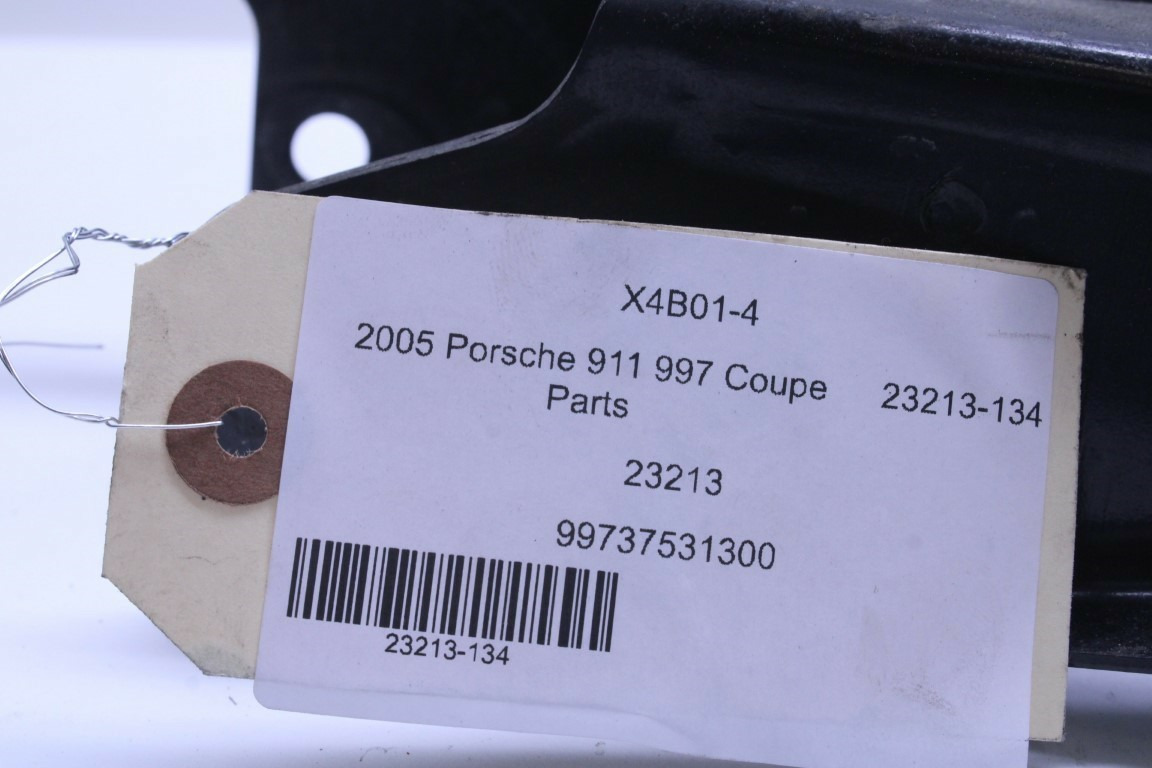 X4B01-4
2005 Porsche 911 997 Coupe 23213-134
Parts
23213
99737531300
23213-134